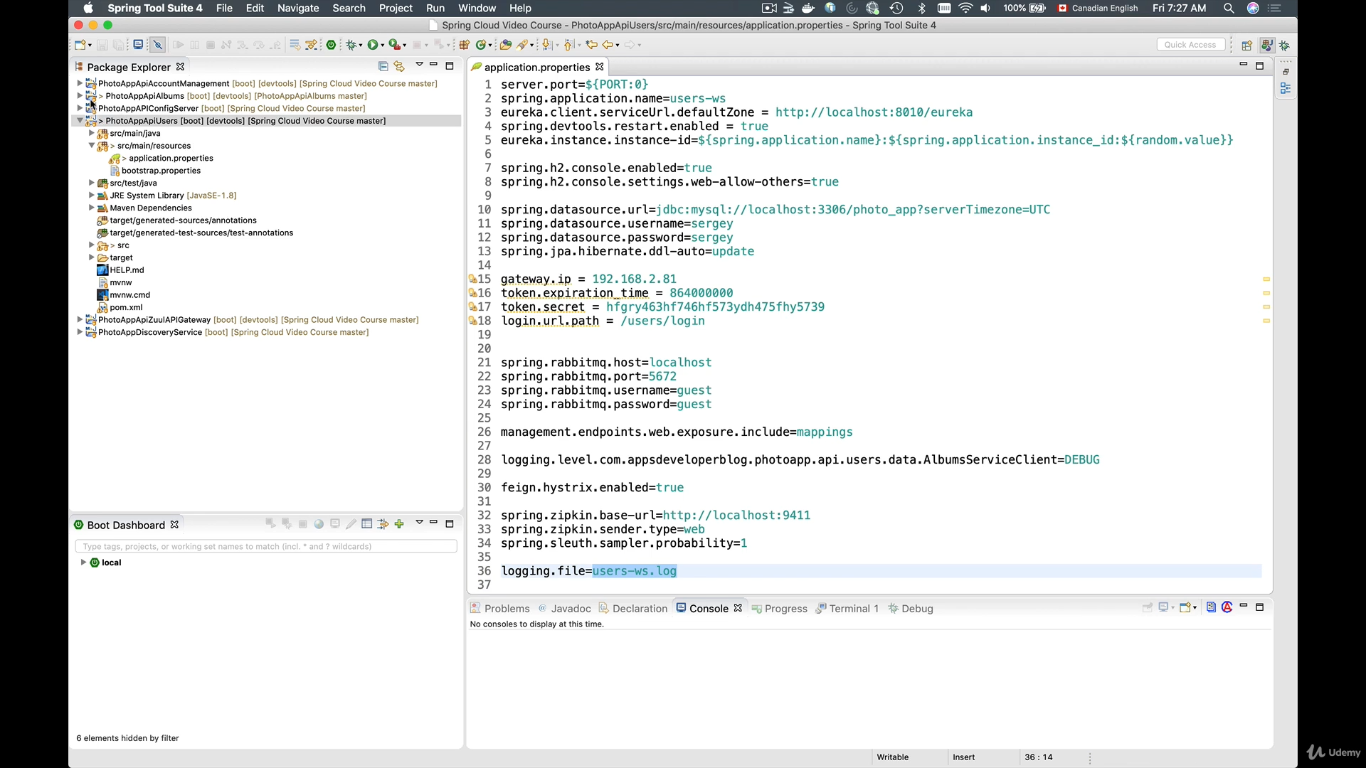 Spring Tool Suite 4 File Edit Navigate Search Project Run Window Help 100% Canadian English Fri 7:27 AM
Spring Cloud Video Course - PhotoAppApiUsers/src/main/resources/application.properties - Spring Tool Suite 4
Quick Access
Package Explorer
PhotoAppApiAccountManagement [boot] [devtools] [Spring Cloud Video Course master]
> PhotoAppApiAlbums [boot] [devtools] [PhotoAppApiAlbums master]
PhotoAppAPIConfigServer [boot] [Spring Cloud Video Course master]
> PhotoAppApiUsers [boot] [devtools] [Spring Cloud Video Course master]
src/main/java
> src/main/resources
> application.properties
bootstrap.properties
src/test/java
JRE System Library [JavaSE-1.8]
Maven Dependencies
target/generated-sources/annotations
target/generated-test-sources/test-annotations
> src
target
HELP.md
mvnw
mvnw.cmd
pom.xml
PhotoAppApiZuulAPIGateway [boot] [devtools] [Spring Cloud Video Course master]
PhotoAppDiscoveryService [boot] [Spring Cloud Video Course master]
Boot Dashboard
Type tags, projects, or working set names to match (incl. * and ? wildcards)
local
6 elements hidden by filter
application.properties
1 server.port=${PORT:0}
2 spring.application.name=users-ws
3 eureka.client.serviceUrl.defaultZone = http://localhost:8010/eureka
4 spring.devtools.restart.enabled = true
5 eureka.instance.instance-id=${spring.application.name}:${spring.application.instance_id:${random.value}}
6
7 spring.h2.console.enabled=true
8 spring.h2.console.settings.web-allow-others=true
9
10 spring.datasource.url=jdbc:mysql://localhost:3306/photo_app?serverTimezone=UTC
11 spring.datasource.username=sergey
12 spring.datasource.password=sergey
13 spring.jpa.hibernate.ddl-auto=update
14
15 gateway.ip = 192.168.2.81
16 token.expiration_time = 864000000
17 token.secret = hfgry463hf746hf573ydh475fhy5739
18 login.url.path = /users/login
19
20
21 spring.rabbitmq.host=localhost
22 spring.rabbitmq.port=5672
23 spring.rabbitmq.username=guest
24 spring.rabbitmq.password=guest
25
26 management.endpoints.web.exposure.include=mappings
27
28 logging.level.com.appsdeveloperblog.photoapp.api.users.data.AlbumsServiceClient=DEBUG
29
30 feign.hystrix.enabled=true
31
32 spring.zipkin.base-url=http://localhost:9411
33 spring.zipkin.sender.type=web
34 spring.sleuth.sampler.probability=1
35
36 logging.file=users-ws.log
37
Problems Javadoc Declaration Console Progress Terminal 1 Debug
No consoles to display at this time.
Writable Insert 36 : 14
Udemy